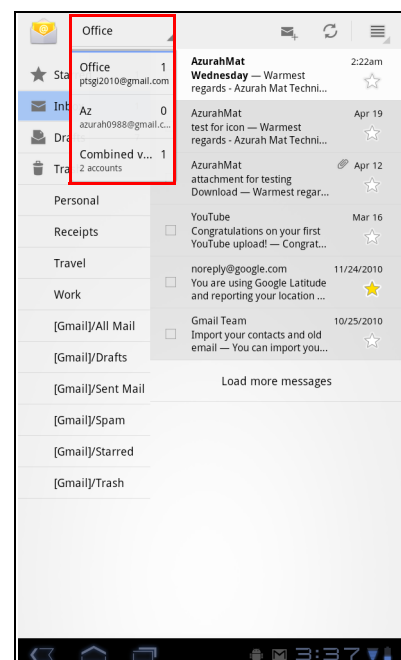 Office
Office 1
ptsgi2010@gmail.com
Az 0
azurah0988@gmail.c...
Combined v... 1
2 accounts
Sta
Inb
Dra
Tra
Personal
Receipts
Travel
Work
[Gmail]/All Mail
[Gmail]/Drafts
[Gmail]/Sent Mail
[Gmail]/Spam
[Gmail]/Starred
[Gmail]/Trash
AzurahMat 2:22am
Wednesday — Warmest
regards - Azurah Mat Techni...
AzurahMat Apr 19
test for icon — Warmest
regards - Azurah Mat Techni...
AzurahMat Apr 12
attachment for testing
Download — Warmest regar...
YouTube Mar 16
Congratulations on your first
YouTube upload! — Congrat...
noreply@google.com 11/24/2010
You are using Google Latitude
and reporting your location ...
Gmail Team 10/25/2010
Import your contacts and old
email — You can import you...
Load more messages
3:37